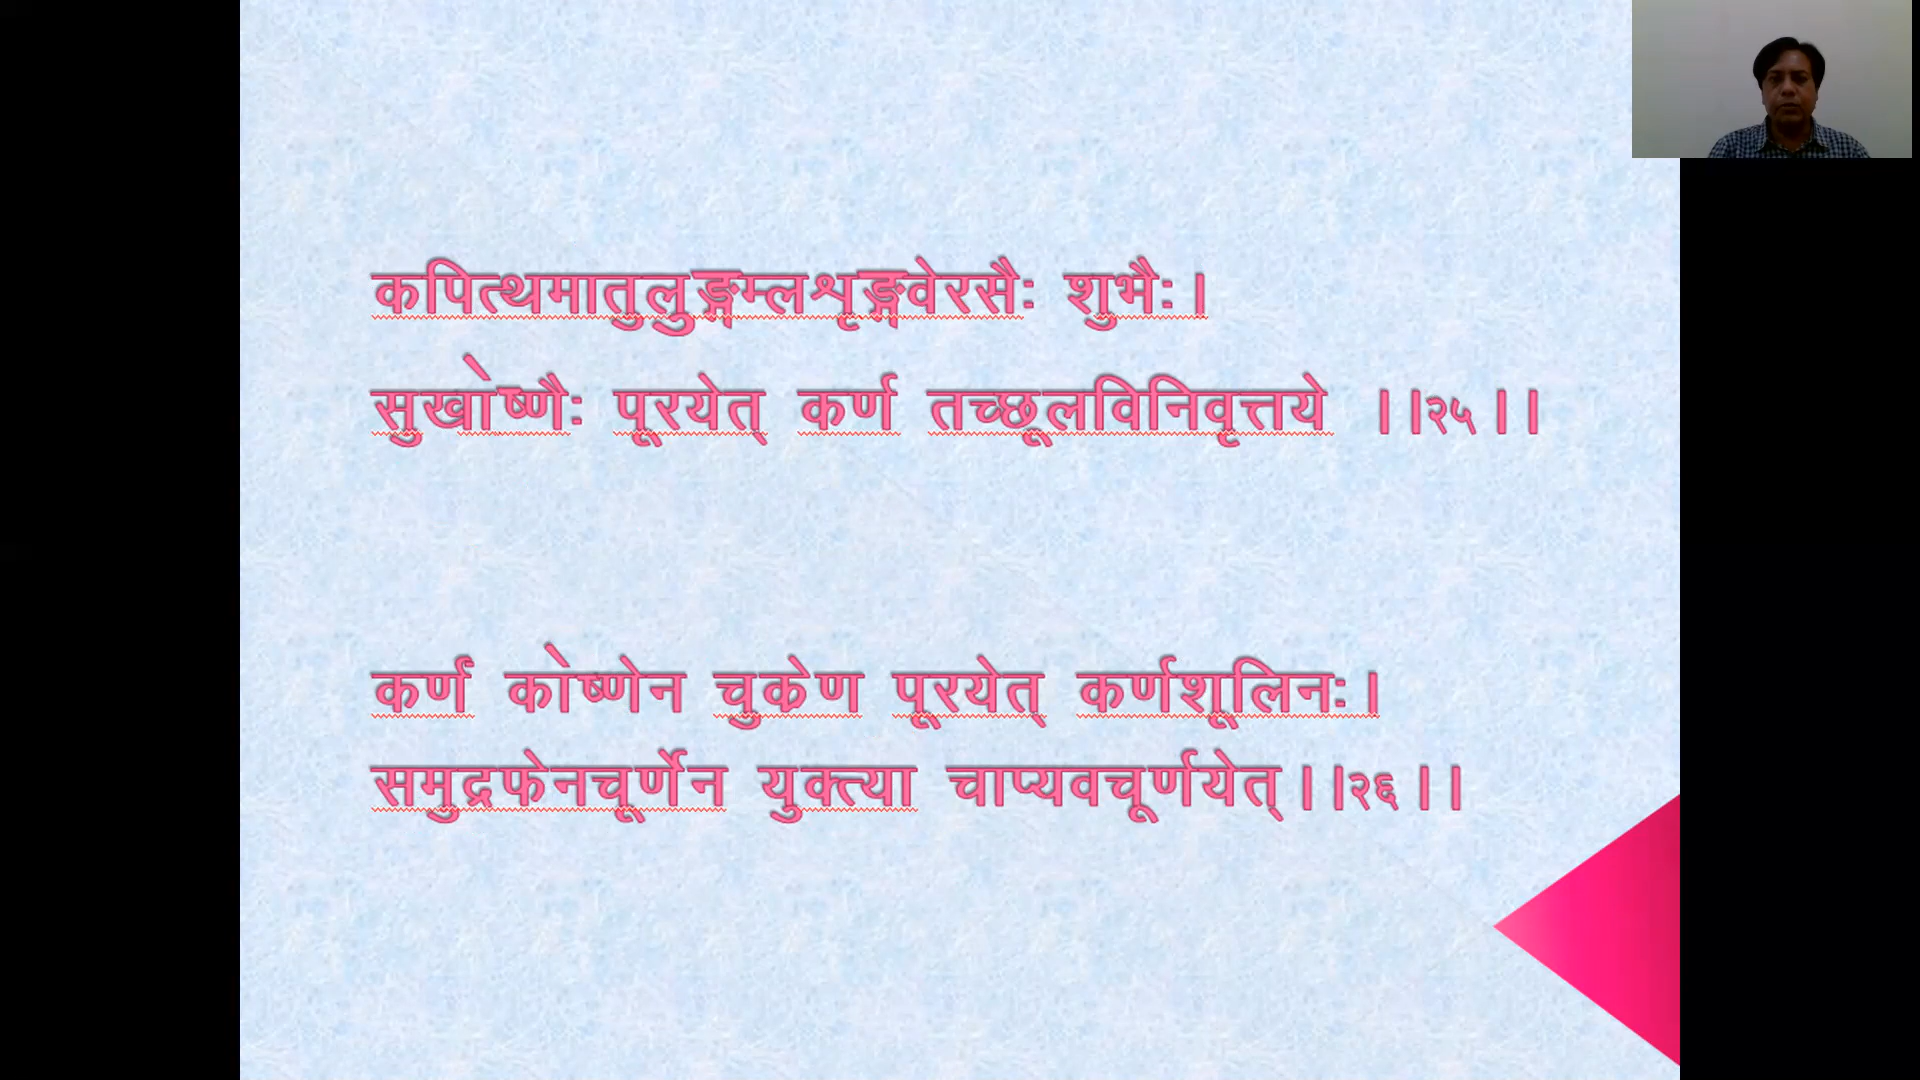 कपित्थमातुलुङ्गम्लशृङ्गवेरसैः शुभैः।
सुखोष्णैः पूरयेत् कर्ण तच्छूलविनिवृत्तये ।।२५।।
कर्णं कोष्णेन चुक्रेण पूरयेत् कर्णशूलिनः।
समुद्रफेनचूर्णेन युक्त्या चाप्यवचूर्णयेत्।।२६।।